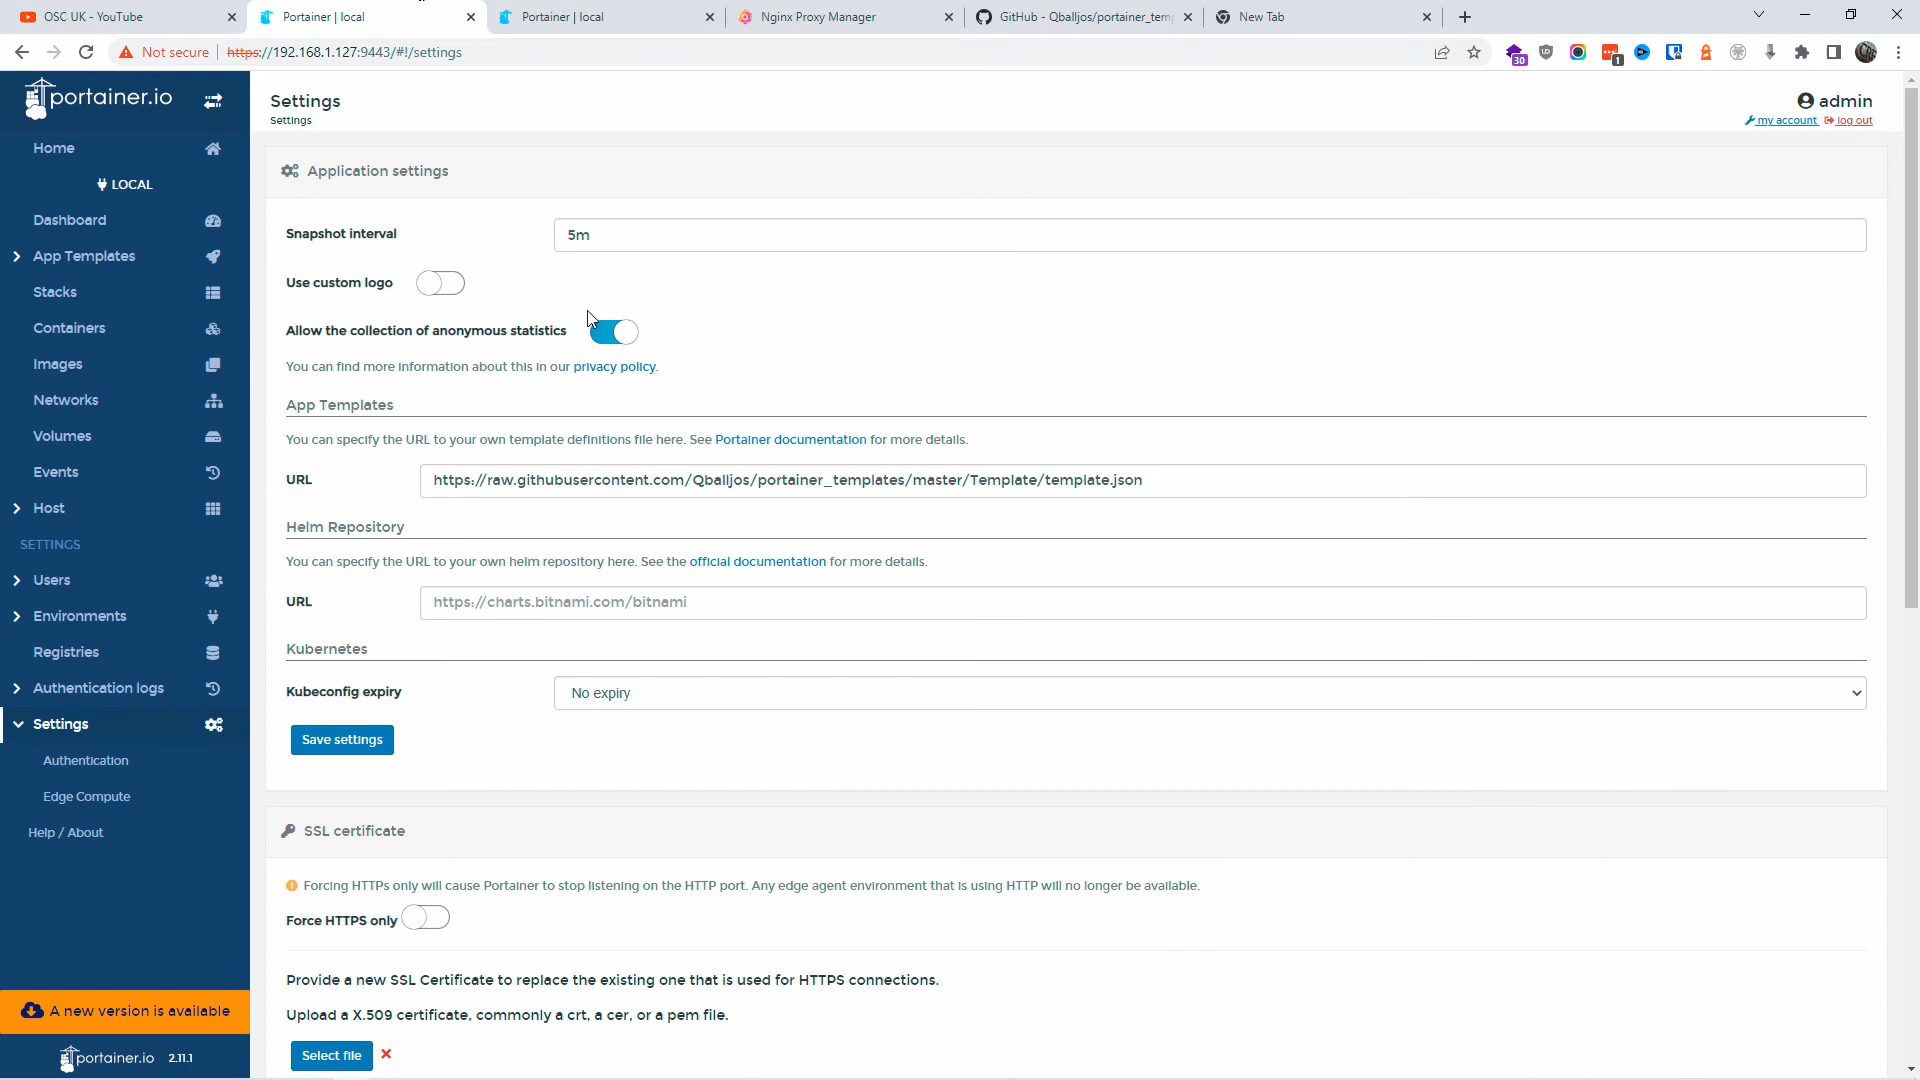 OSC UK - YouTube
Portainer | local
Portainer | local
Nginx Proxy Manager
GitHub - Qballjos/portainer_temp
New Tab
Not secure
https://192.168.1.127:9443/#!/settings
30
1
portainer.io
Home
LOCAL
Dashboard
App Templates
Stacks
Containers
Images
Networks
Volumes
Events
Host
SETTINGS
Users
Environments
Registries
Authentication logs
Settings
Authentication
Edge Compute
Help / About
A new version is available
portainer.io 2.11.1
Settings
Settings
admin
my account log out
Application settings
Snapshot interval
5m
Use custom logo
Allow the collection of anonymous statistics
You can find more information about this in our privacy policy.
App Templates
You can specify the URL to your own template definitions file here. See Portainer documentation for more details.
URL
https://raw.githubusercontent.com/Qballjos/portainer_templates/master/Template/template.json
Helm Repository
You can specify the URL to your own helm repository here. See the official documentation for more details.
URL
https://charts.bitnami.com/bitnami
Kubernetes
Kubeconfig expiry
No expiry
Save settings
SSL certificate
Forcing HTTPs only will cause Portainer to stop listening on the HTTP port. Any edge agent environment that is using HTTP will no longer be available.
Force HTTPS only
Provide a new SSL Certificate to replace the existing one that is used for HTTPS connections.
Upload a X.509 certificate, commonly a crt, a cer, or a pem file.
Select file